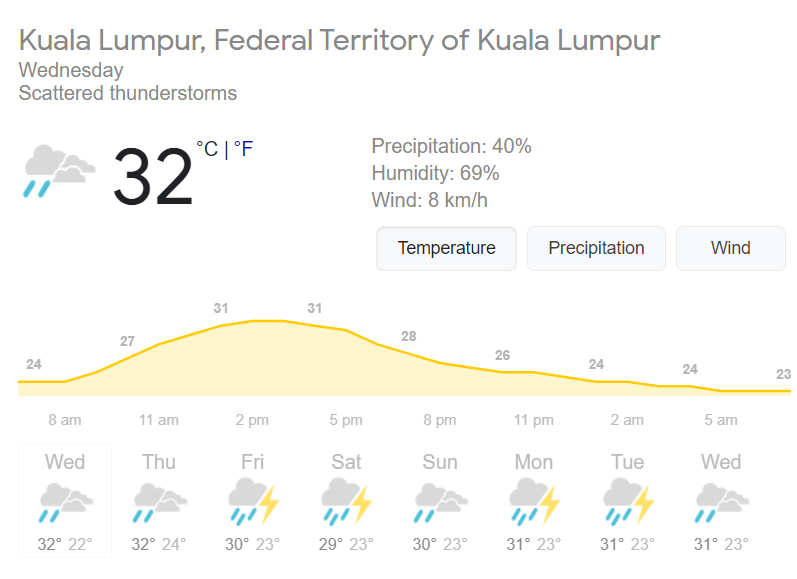 Kuala Lumpur, Federal Territory of Kuala Lumpur
Wednesday
Scattered thunderstorms
32 °C | °F
Precipitation: 40%
Humidity: 69%
Wind: 8 km/h
Temperature Precipitation Wind
24 27 31 31 28 26 24 24 23
8 am 11 am 2 pm 5 pm 8 pm 11 pm 2 am 5 am
Wed Thu Fri Sat Sun Mon Tue Wed
32° 22° 32° 24° 30° 23° 29° 23° 30° 23° 31° 23° 31° 23° 31° 23°